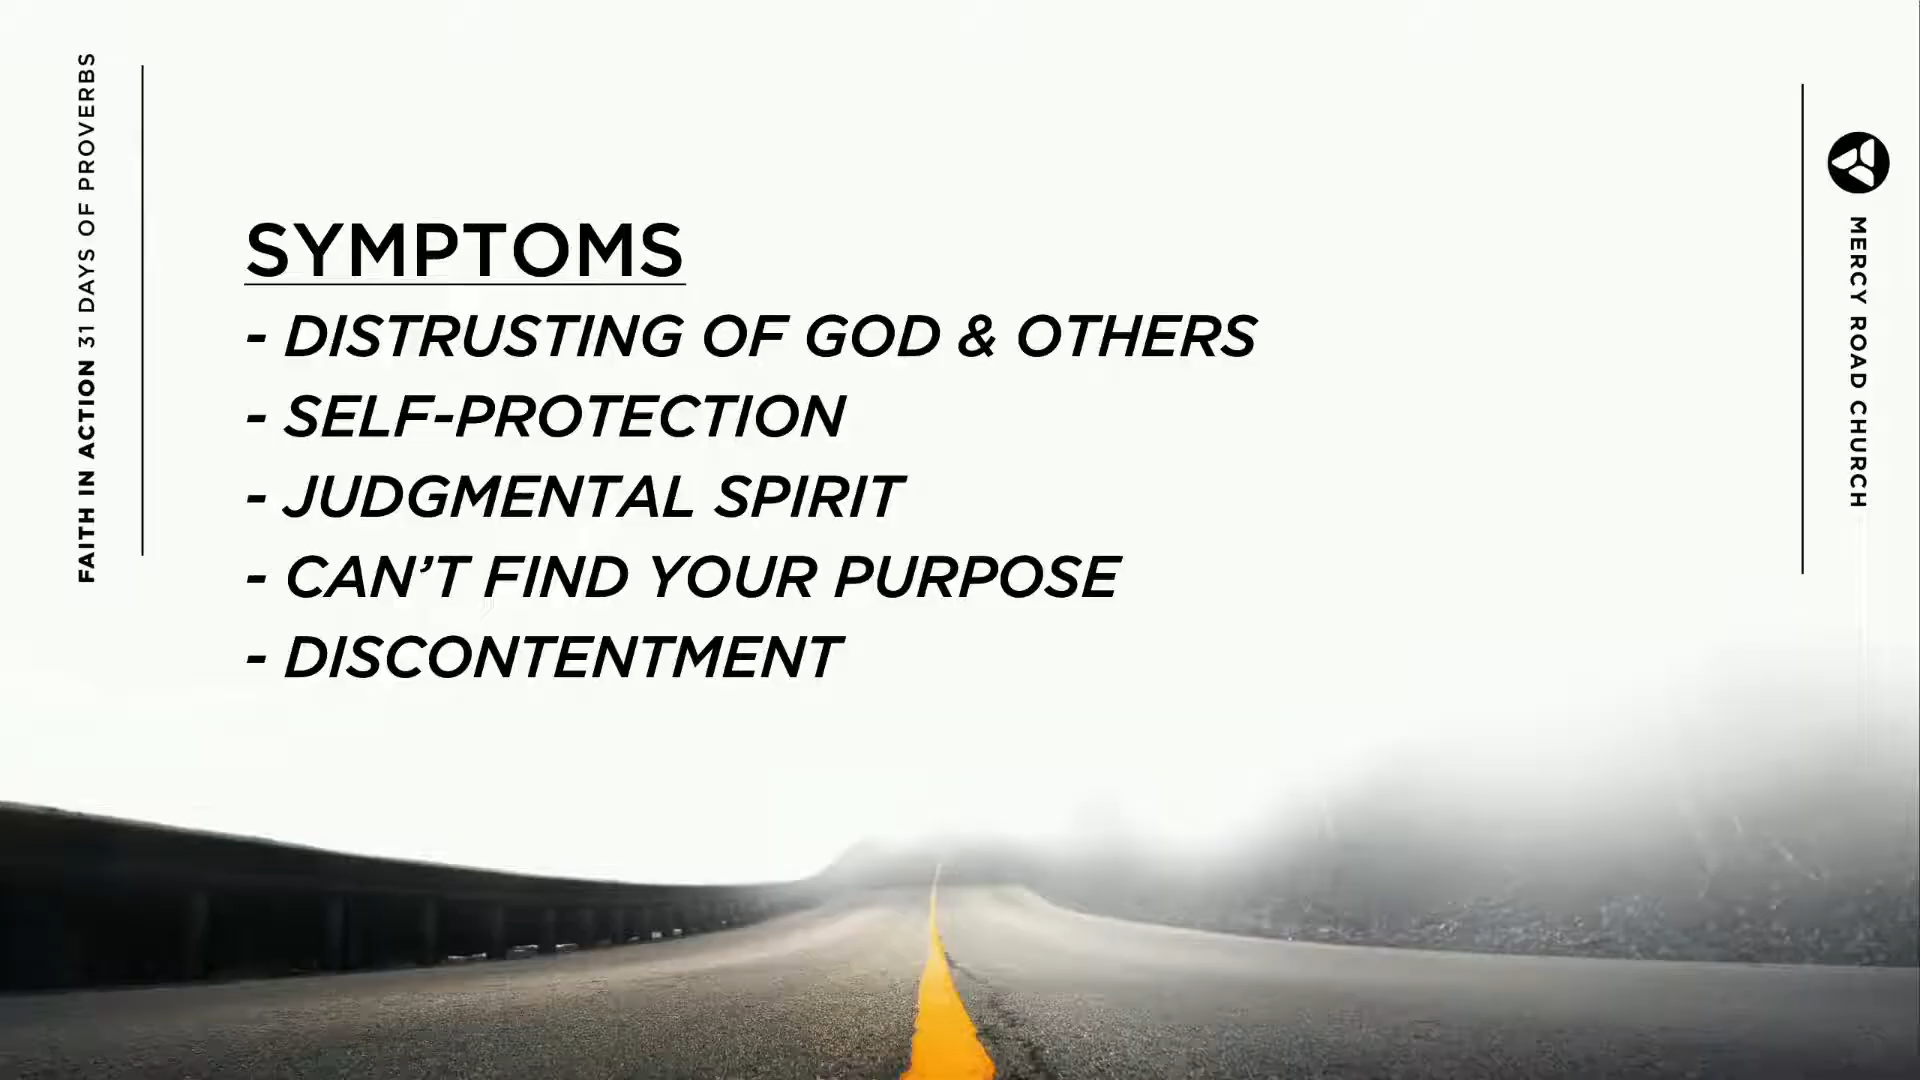 FAITH IN ACTION 31 DAYS OF PROVERBS
SYMPTOMS
- DISTRUSTING OF GOD & OTHERS
- SELF-PROTECTION
- JUDGMENTAL SPIRIT
- CAN’T FIND YOUR PURPOSE
- DISCONTENTMENT
MERCY ROAD CHURCH